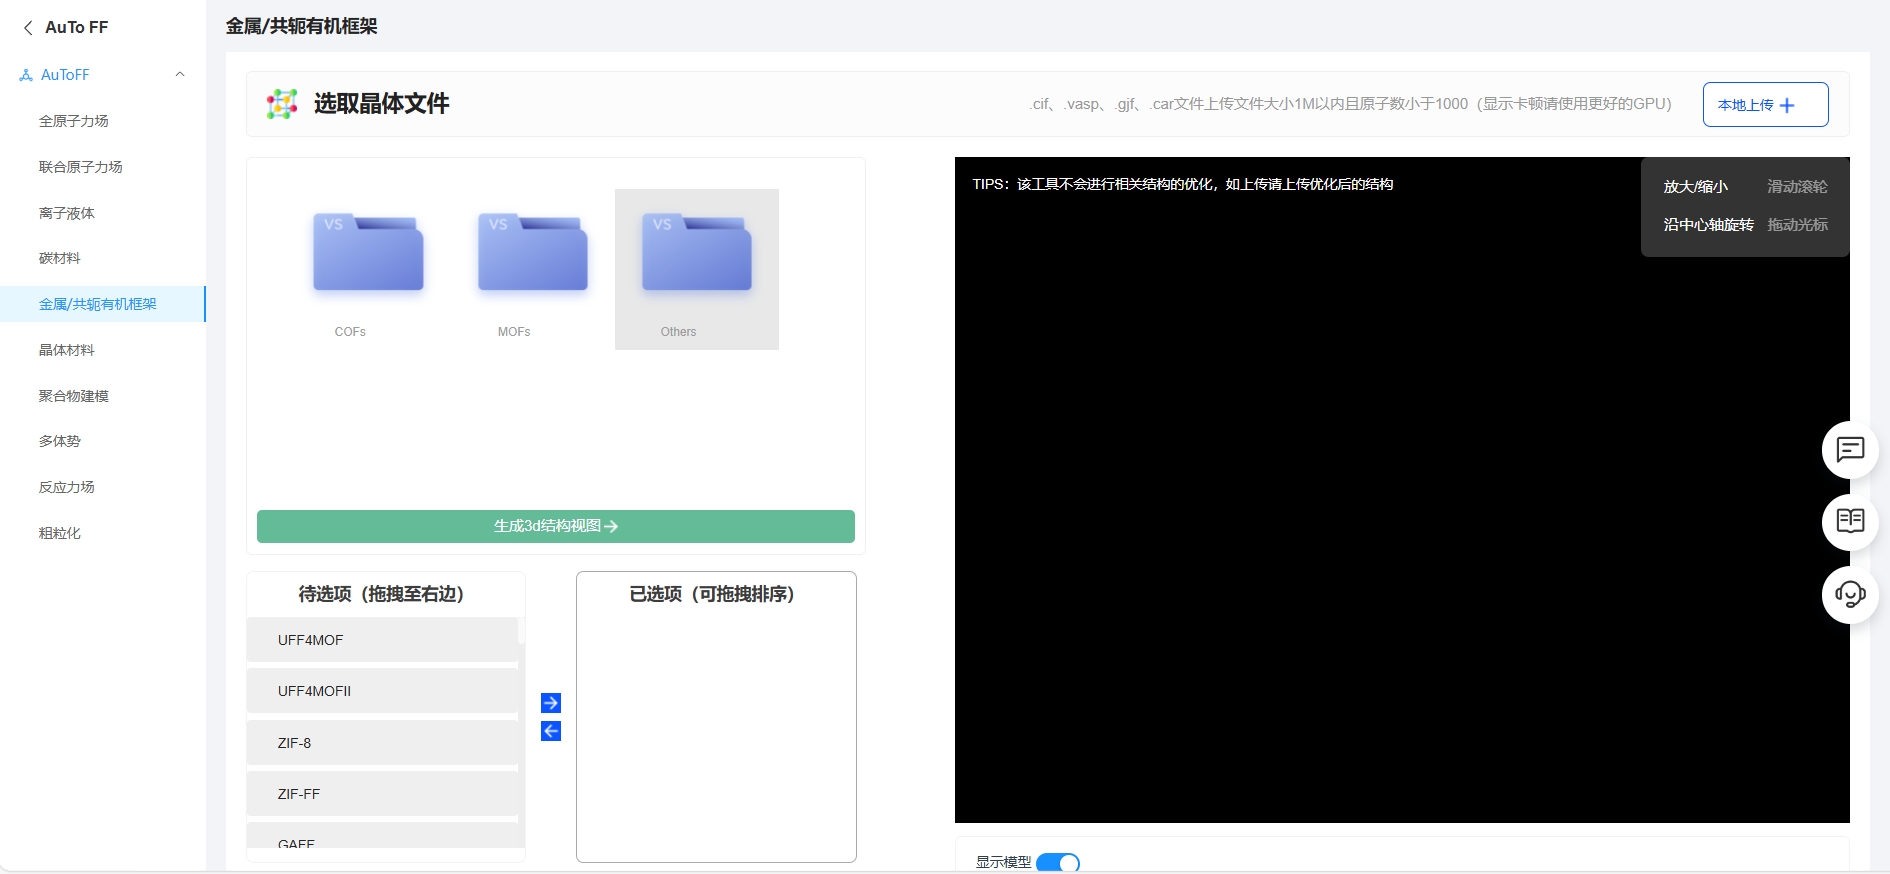 AuTo FF
AuToFF
全原子力场
联合原子力场
离子液体
碳材料
金属/共轭有机框架
晶体材料
聚合物建模
多体势
反应力场
粗粒化
金属/共轭有机框架
选取晶体文件
.cif、.vasp、.gjf、.car文件上传文件大小1M以内且原子数小于1000（显示卡顿请使用更好的GPU）
本地上传
VS
VS
VS
COFs
MOFs
Others
生成3d结构视图
待选项（拖拽至右边）
UFF4MOF
UFF4MOFII
ZIF-8
ZIF-FF
GAFF
已选项（可拖拽排序）
TIPS：该工具不会进行相关结构的优化，如上传请上传优化后的结构
放大/缩小 滑动滚轮
沿中心轴旋转 拖动光标
显示模型